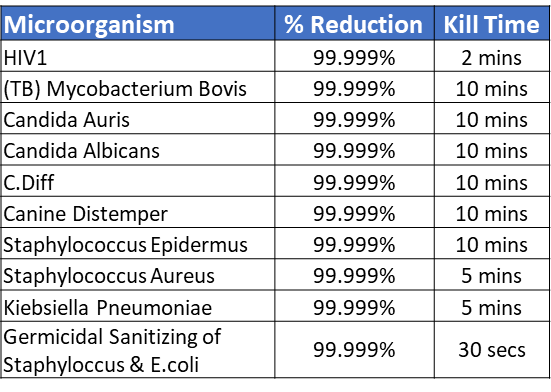 Microorganism % Reduction Kill Time
HIV1 99.999% 2 mins
(TB) Mycobacterium Bovis 99.999% 10 mins
Candida Auris 99.999% 10 mins
Candida Albicans 99.999% 10 mins
C.Diff 99.999% 10 mins
Canine Distemper 99.999% 10 mins
Staphylococcus Epidermus 99.999% 10 mins
Staphylococcus Aureus 99.999% 5 mins
Kiebsiella Pneumoniae 99.999% 5 mins
Germicidal Sanitizing of
Staphyloccus & E.coli 99.999% 30 secs